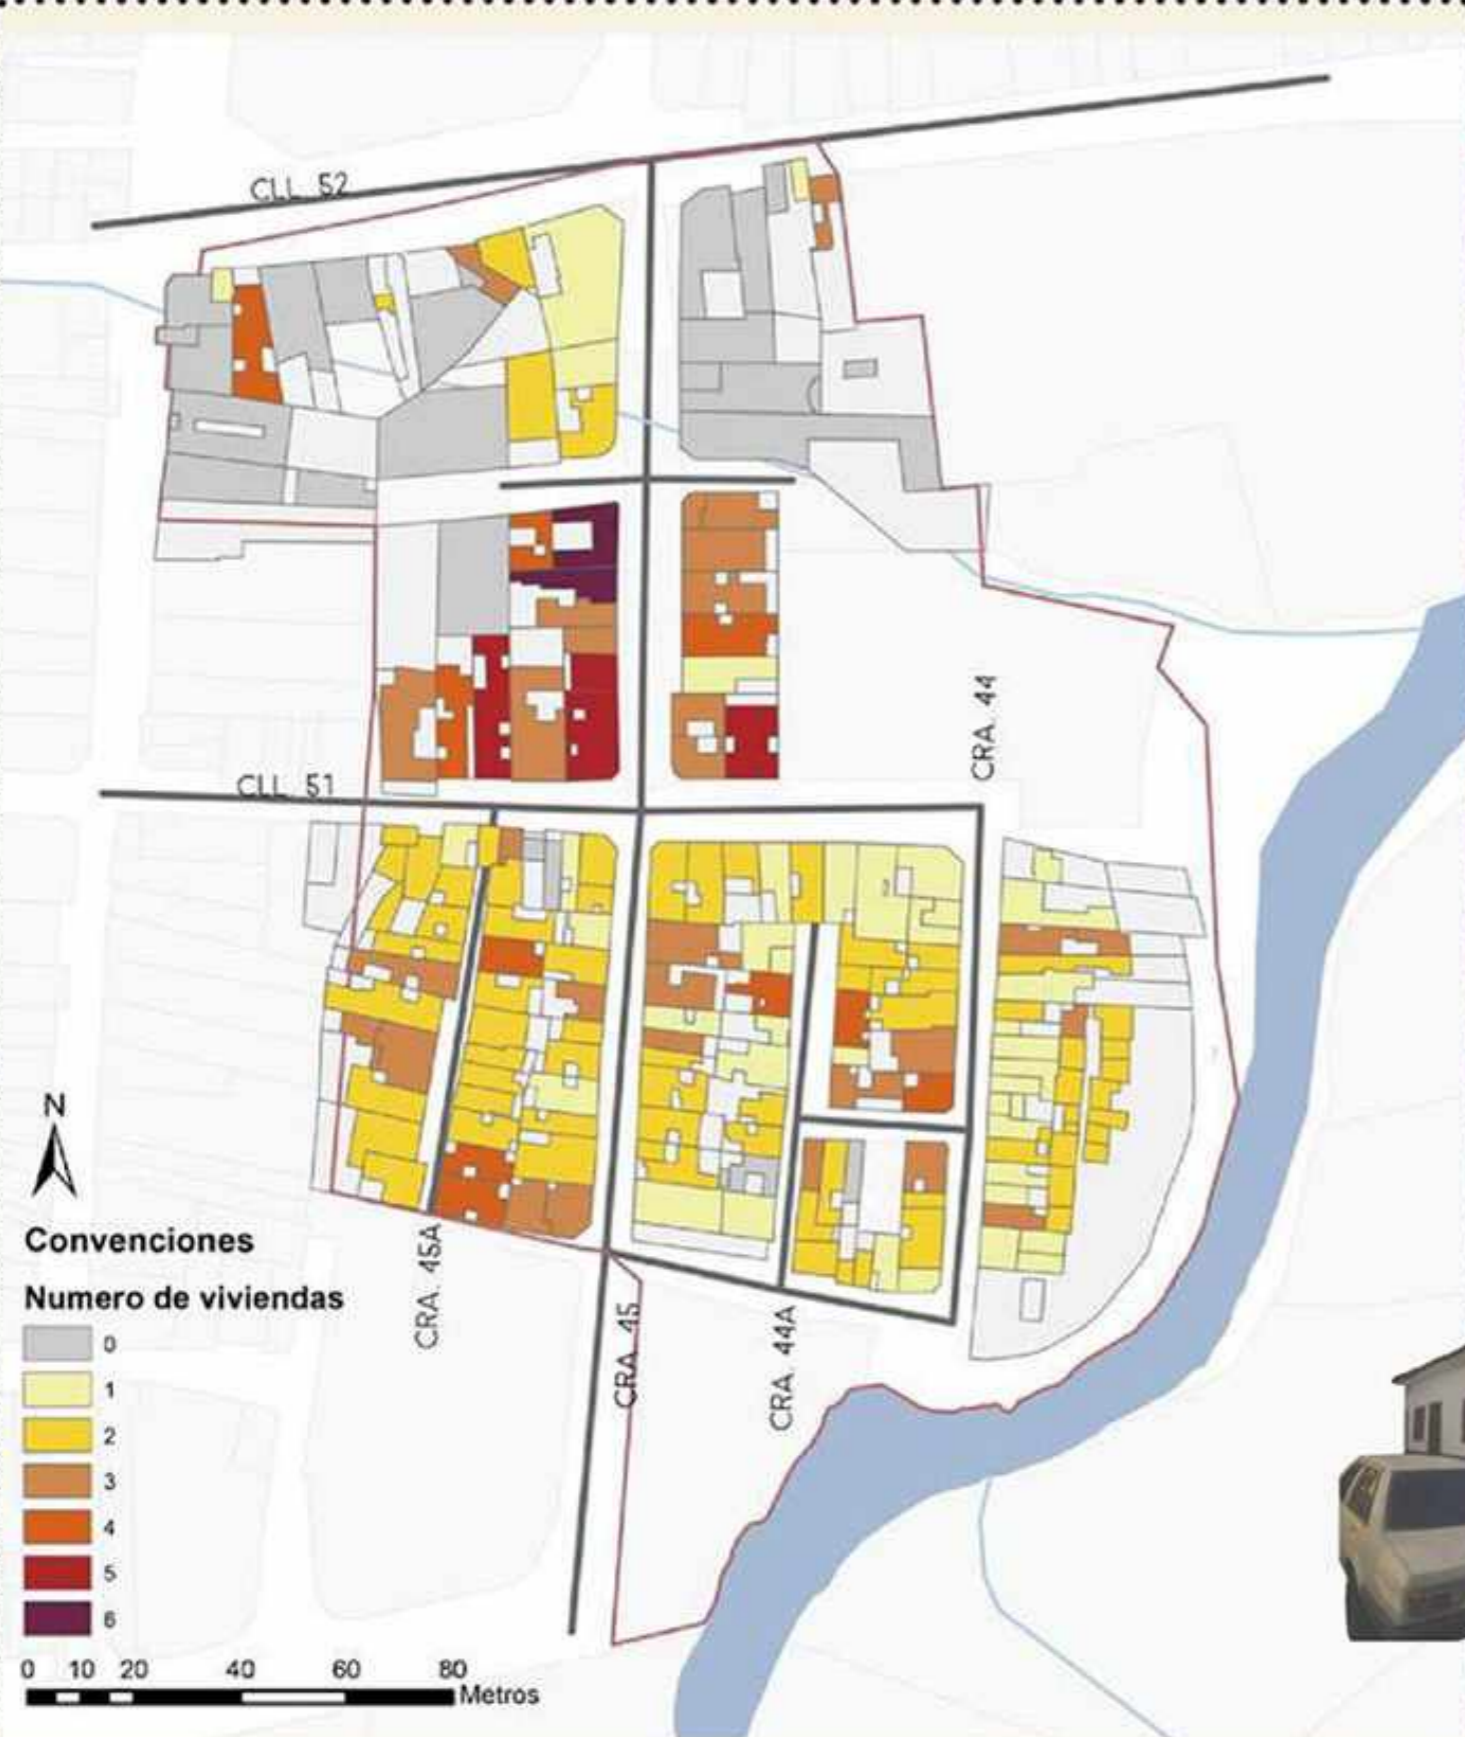 CLL. 52
CRA. 44
CLL. 51
N
Convenciones
CRA. 45A
Numero de viviendas
CRA. 45
CRA. 44A
0
1
2
3
4
5
6
0 10 20 40 60 80
Metros